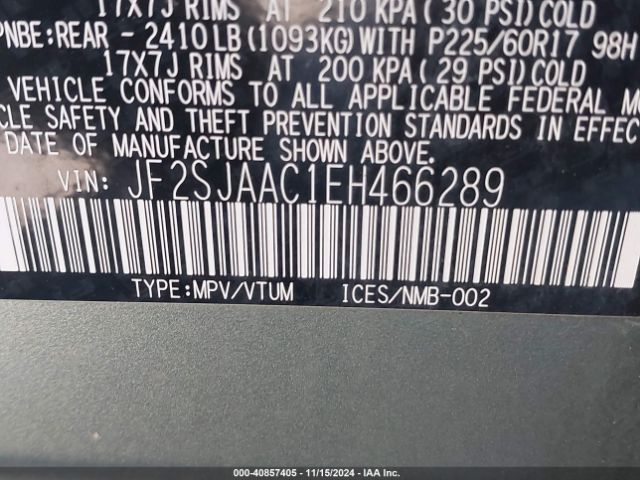 17X7J RIMS AT 210 KPA(30 PSI)COLD
PNBE:REAR - 2410LB(1093KG)WITH P225/60R17 98H
17X7J RIMS AT 200 KPA(29 PSI)COLD
VEHICLE CONFORMS TO ALL APPLICABLE FEDERAL M
CLE SAFETY AND THEFT PREVENTION STANDARDS IN EFFEC
DATE OF MANUFACTURE SHOWN ABOVE.
VIN: JF2SJAAC1EH466289
TYPE:MPV/VTUM ICES/NMB-002
000-40857405 - 11/15/2024 - IAA Inc.